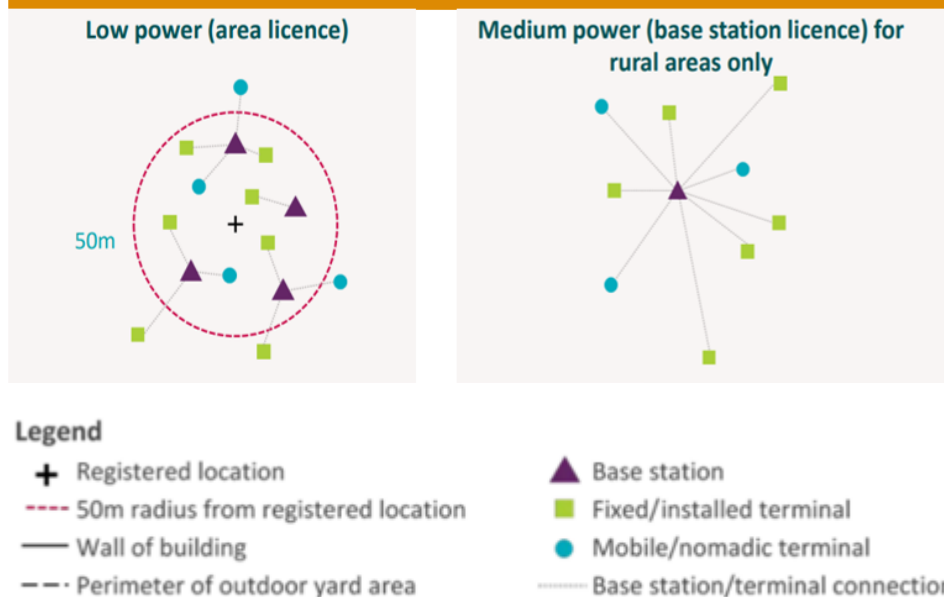 Low power (area licence)
Medium power (base station licence) for
rural areas only
50m
Legend
Registered location
50m radius from registered location
Wall of building
Perimeter of outdoor yard area
Base station
Fixed/installed terminal
Mobile/nomadic terminal
Base station/terminal connection